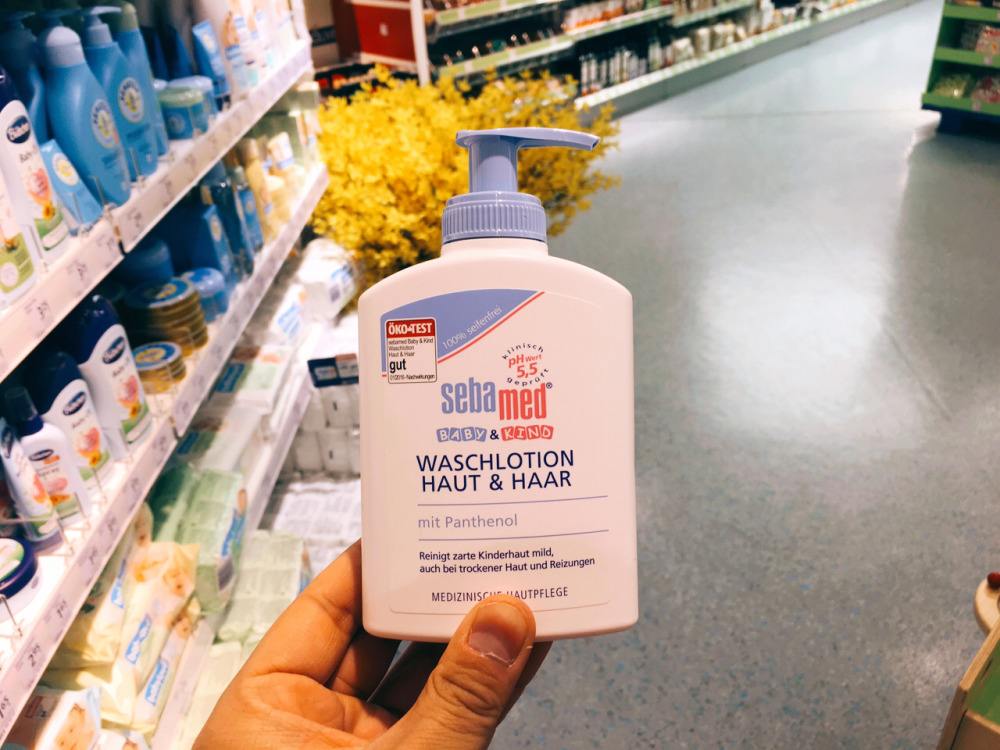 ÖKO-TEST
sebamed Baby & Kind
Waschlotion
Haut & Haar
gut
100% seifenfrei
klinisch
pH Wert
5,5
geprüft
sebamed®
BABY & KIND
WASCHLOTION
HAUT & HAAR
mit Panthenol
Reinigt zarte Kinderhaut mild,
auch bei trockener Haut und Reizungen
MEDIZINISCHE HAUTPFLEGE